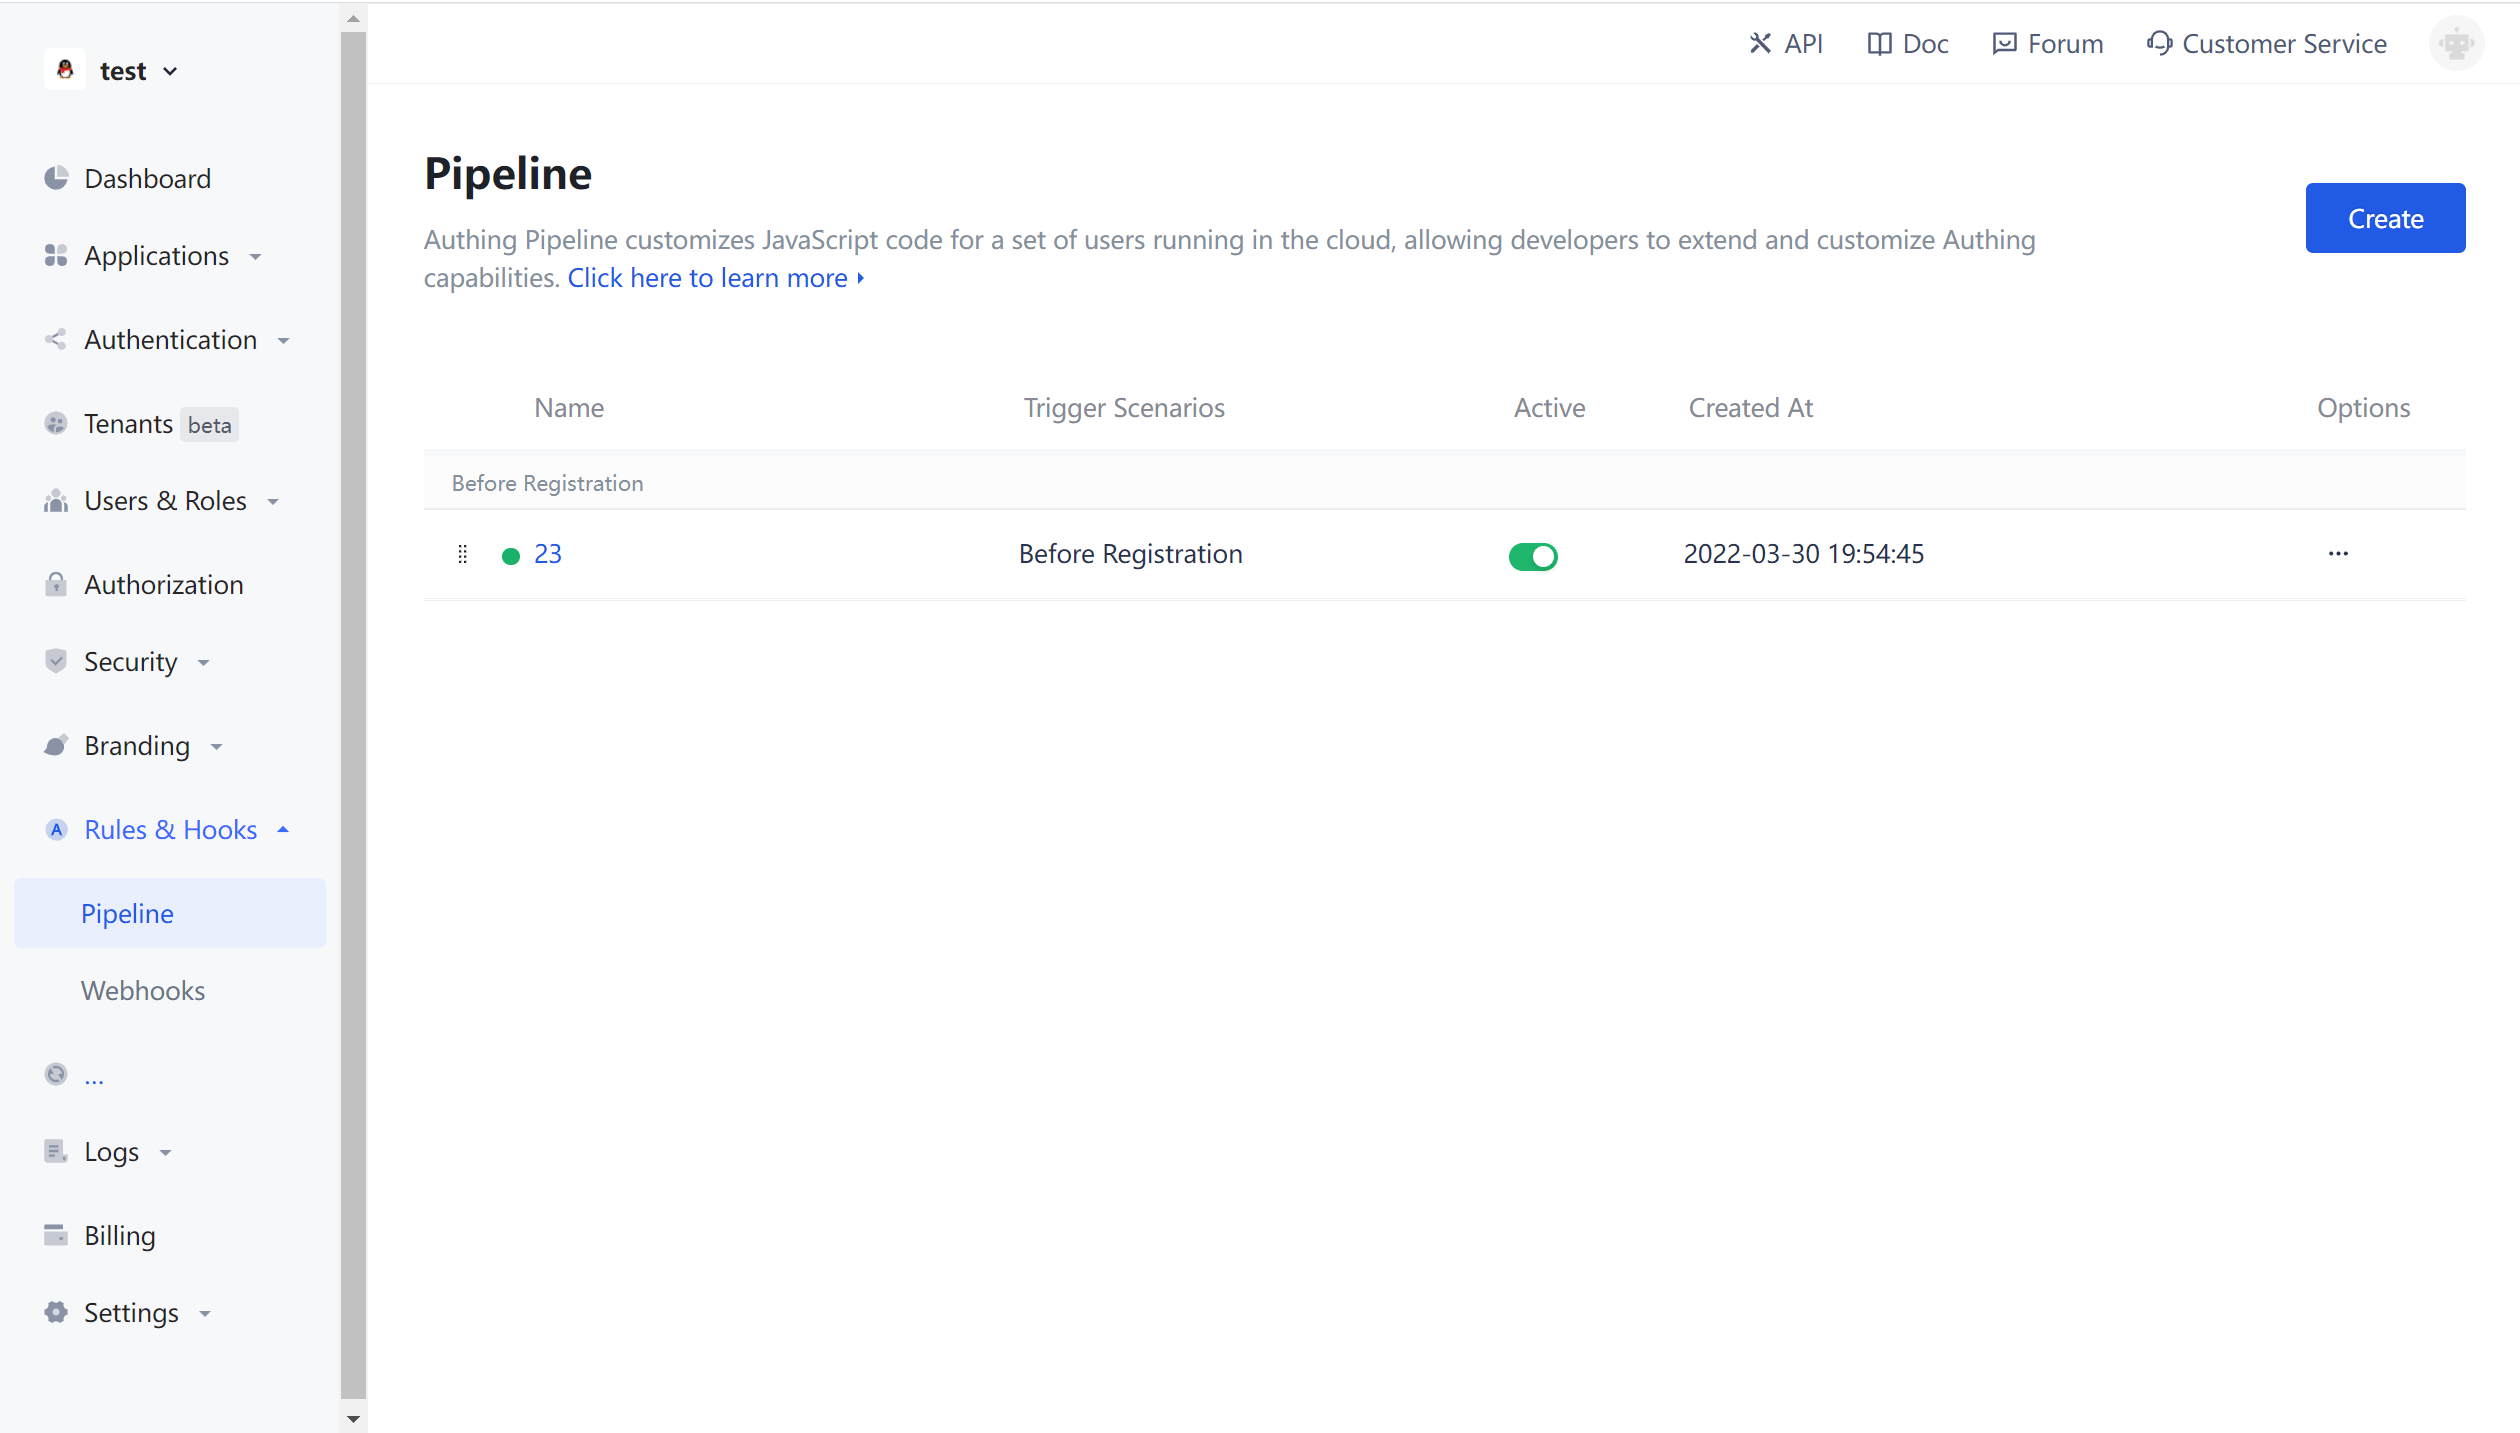 test
API
Doc
Forum
Customer Service
Dashboard
Applications
Authentication
Tenants beta
Users & Roles
Authorization
Security
Branding
A Rules & Hooks
Pipeline
Webhooks
...
Logs
Billing
Settings
Pipeline
Authing Pipeline customizes JavaScript code for a set of users running in the cloud, allowing developers to extend and customize Authing
capabilities. Click here to learn more
Create
Name Trigger Scenarios Active Created At Options
Before Registration
23 Before Registration 2022-03-30 19:54:45 ...